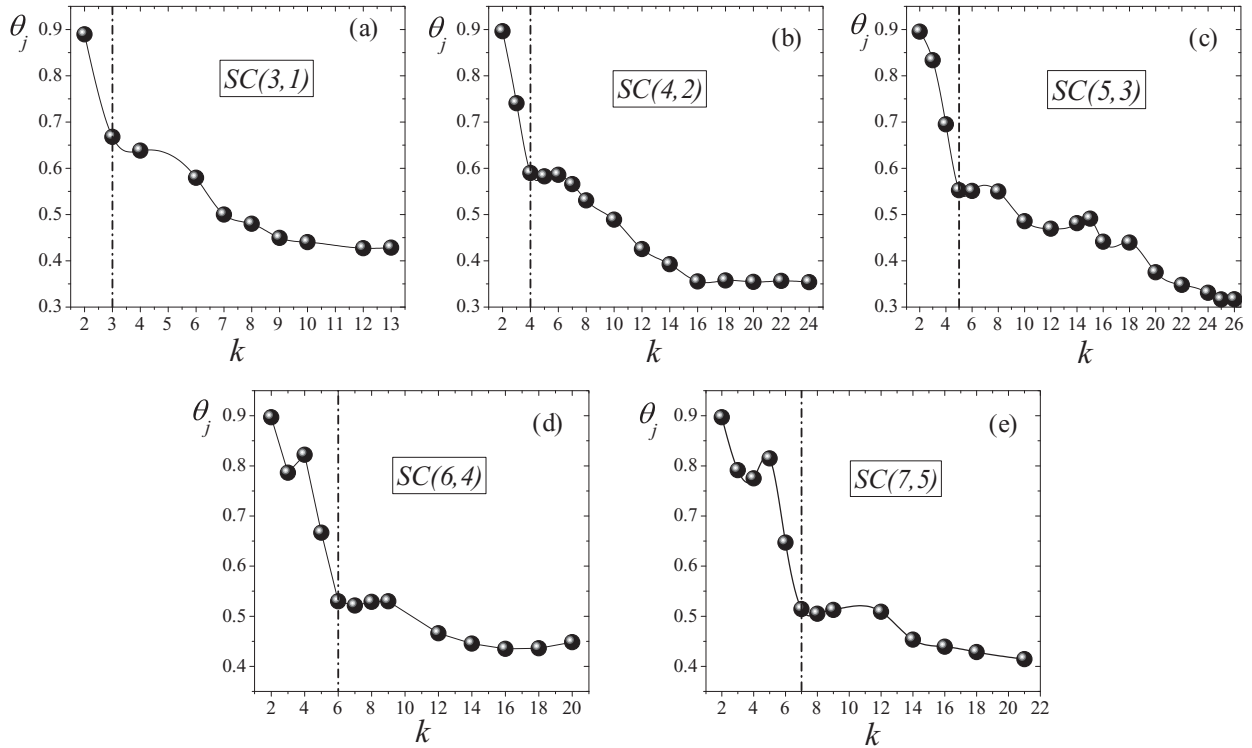 θj
(a)
SC(3,1)
0.9
0.8
0.7
0.6
0.5
0.4
0.3
2 3 4 5 6 7 8 9 10 11 12 13
k
θj
(b)
SC(4,2)
0.9
0.8
0.7
0.6
0.5
0.4
0.3
2 4 6 8 10 12 14 16 18 20 22 24
k
θj
(c)
SC(5,3)
0.9
0.8
0.7
0.6
0.5
0.4
0.3
2 4 6 8 10 12 14 16 18 20 22 24 26
k
θj
(d)
SC(6,4)
0.9
0.8
0.7
0.6
0.5
0.4
2 4 6 8 10 12 14 16 18 20
k
θj
(e)
SC(7,5)
0.9
0.8
0.7
0.6
0.5
0.4
2 4 6 8 10 12 14 16 18 20 22
k